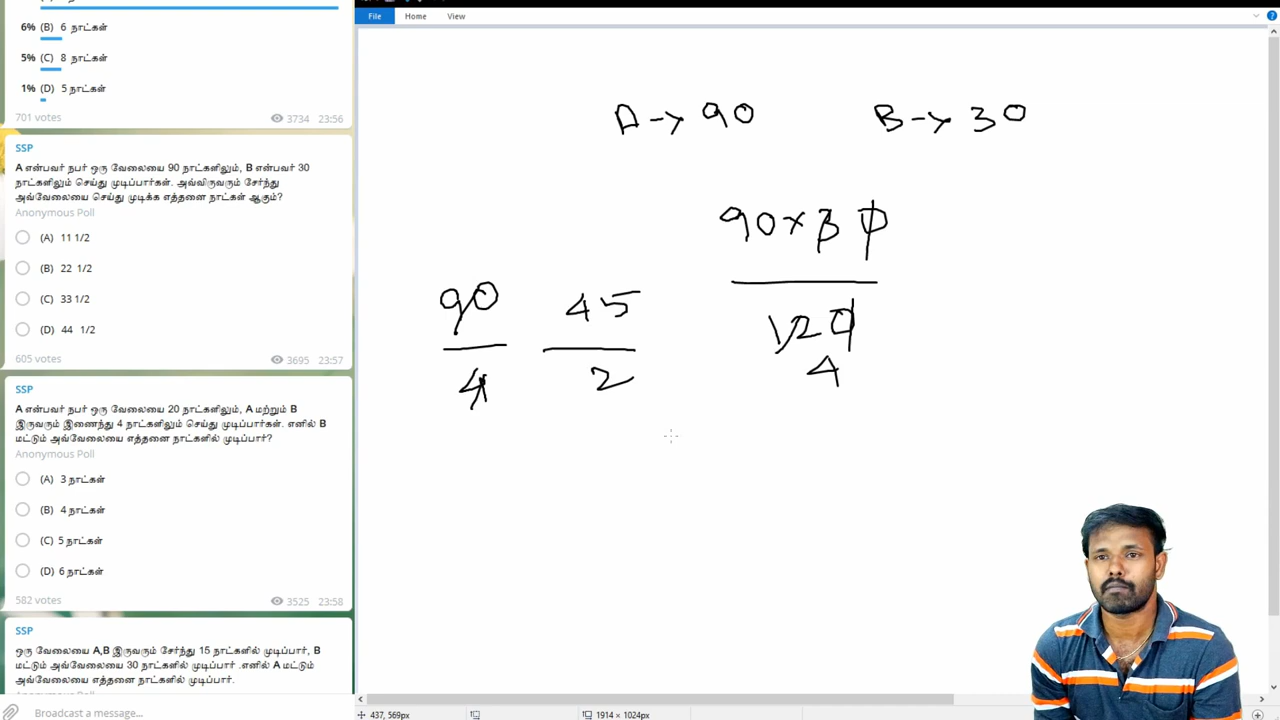 6% (B) 6 நாட்கள்
5% (C) 8 நாட்கள்
1% (D) 5 நாட்கள்
701 votes 3734 23:56
SSP
A என்பவர் நபர் ஒரு வேலையை 90 நாட்களிலும், B என்பவர் 30
நாட்களிலும் செய்து முடிப்பார்கள். அவ்விருவரும் சேர்ந்து
அவ்வேலையை செய்து முடிக்க எத்தனை நாட்கள் ஆகும்?
Anonymous Poll
(A) 11 1/2
(B) 22 1/2
(C) 33 1/2
(D) 44 1/2
605 votes 3695 23:57
SSP
A என்பவர் நபர் ஒரு வேலையை 20 நாட்களிலும், A மற்றும் B
இருவரும் இணைந்து 4 நாட்களிலும் செய்து முடிப்பார்கள். எனில் B
மட்டும் அவ்வேலையை எத்தனை நாட்களில் முடிப்பார்?
Anonymous Poll
(A) 3 நாட்கள்
(B) 4 நாட்கள்
(C) 5 நாட்கள்
(D) 6 நாட்கள்
582 votes 3525 23:58
SSP
ஒரு வேலையை A,B இருவரும் சேர்ந்து 15 நாட்களில் முடிப்பார், B
மட்டும் அவ்வேலையை 30 நாட்களில் முடிப்பார் .எனில் A மட்டும்
அவ்வேலையை எத்தனை நாட்களில் முடிப்பார்.
Broadcast a message...
File Home View
A → 90 B → 30
90 × 30
120
4
90 45
4 2
437, 569px 1914 × 1024px